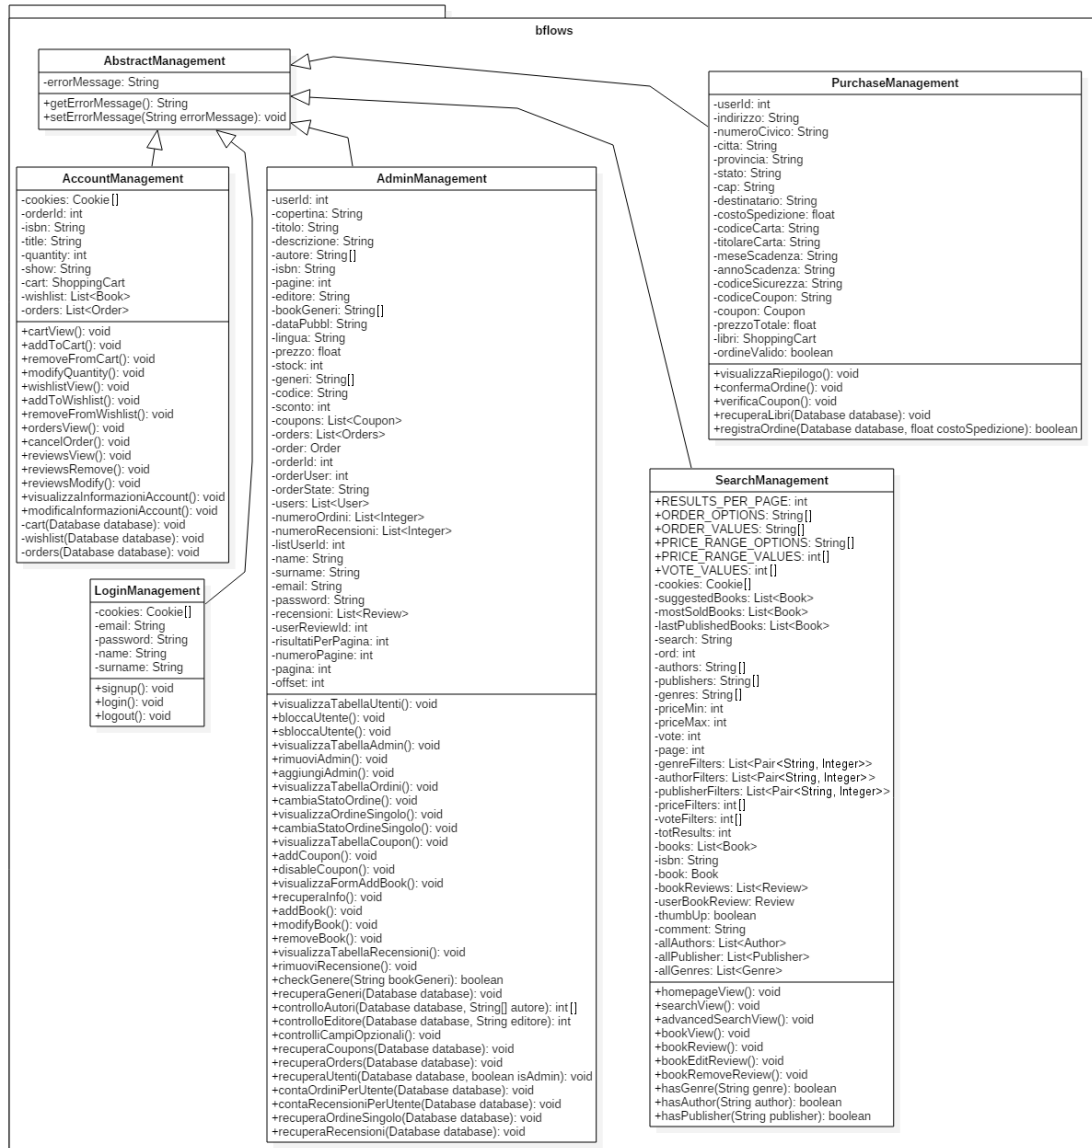 bflows
AbstractManagement
-errorMessage: String
+getErrorMessage(): String
+setErrorMessage(String errorMessage): void
PurchaseManagement
-userId: int
-indirizzo: String
-numeroCivico: String
-citta: String
-provincia: String
-stato: String
-cap: String
-destinatario: String
-costoSpedizione: float
-codiceCarta: String
-titolareCarta: String
-meseScadenza: String
-annoScadenza: String
-codiceSicurezza: String
-codiceCoupon: String
-coupon: Coupon
-prezzoTotale: float
-libri: ShoppingCart
-ordineValido: boolean
+visualizzaRiepilogo(): void
+confermaOrdine(): void
+verificaCoupon(): void
+recuperaLibri(Database database): void
+registraOrdine(Database database, float costoSpedizione): boolean
AccountManagement
-cookies: Cookie[]
-orderId: int
-isbn: String
-title: String
-quantity: int
-show: String
-cart: ShoppingCart
-wishlist: List<Book>
-orders: List<Order>
+cartView(): void
+addToCart(): void
+removeFromCart(): void
+modifyQuantity(): void
+wishlistView(): void
+addToWishlist(): void
+removeFromWishlist(): void
+ordersView(): void
+cancelOrder(): void
+reviewsView(): void
+reviewsRemove(): void
+reviewsModify(): void
+visualizzaInformazioniAccount(): void
+modificaInformazioniAccount(): void
-cart(Database database): void
-wishlist(Database database): void
-orders(Database database): void
AdminManagement
-userId: int
-copertina: String
-titolo: String
-descrizione: String
-autore: String[]
-isbn: String
-pagine: int
-editore: String
-bookGeneri: String[]
-dataPubbl: String
-lingua: String
-prezzo: float
-stock: int
-generi: String[]
-codice: String
-sconto: int
-coupons: List<Coupon>
-orders: List<Orders>
-order: Order
-orderId: int
-orderUser: int
-orderState: String
-users: List<User>
-numeroOrdini: List<Integer>
-numeroRecensioni: List<Integer>
-listUserId: int
-name: String
-surname: String
-email: String
-password: String
-recensioni: List<Review>
-userReviewId: int
-risultatiPerPagina: int
-numeroPagine: int
-pagina: int
-offset: int
+visualizzaTabellaUtenti(): void
+bloccaUtente(): void
+sbloccaUtente(): void
+visualizzaTabellaAdmin(): void
+rimuoviAdmin(): void
+aggiungiAdmin(): void
+visualizzaTabellaOrdini(): void
+cambiaStatoOrdine(): void
+visualizzaOrdineSingolo(): void
+cambiaStatoOrdineSingolo(): void
+visualizzaTabellaCoupon(): void
+addCoupon(): void
+disableCoupon(): void
+visualizzaFormAddBook(): void
+recuperaInfo(): void
+addBook(): void
+modifyBook(): void
+removeBook(): void
+visualizzaTabellaRecensioni(): void
+rimuoviRecensione(): void
+checkGenere(String bookGeneri): boolean
+recuperaGeneri(Database database): void
+controlloAutori(Database database, String[] autore): int[]
+controlloEditore(Database database, String editore): int
+controlliCampiOpzionali(): void
+recuperaCoupons(Database database): void
+recuperaOrders(Database database): void
+recuperaUtenti(Database database, boolean isAdmin): void
+contaOrdiniPerUtente(Database database): void
+contaRecensioniPerUtente(Database database): void
+recuperaOrdineSingolo(Database database): void
+recuperaRecensioni(Database database): void
SearchManagement
+RESULTS_PER_PAGE: int
+ORDER_OPTIONS: String[]
+ORDER_VALUES: String[]
+PRICE_RANGE_OPTIONS: String[]
+PRICE_RANGE_VALUES: int[]
+VOTE_VALUES: int[]
-cookies: Cookie[]
-suggestedBooks: List<Book>
-mostSoldBooks: List<Book>
-lastPublishedBooks: List<Book>
-search: String
-ord: int
-authors: String[]
-publishers: String[]
-genres: String[]
-priceMin: int
-priceMax: int
-vote: int
-page: int
-genreFilters: List<Pair<String, Integer>>
-authorFilters: List<Pair<String, Integer>>
-publisherFilters: List<Pair<String, Integer>>
-priceFilters: int[]
-voteFilters: int[]
-totResults: int
-books: List<Book>
-isbn: String
-book: Book
-bookReviews: List<Review>
-userBookReview: Review
-thumbUp: boolean
-comment: String
-allAuthors: List<Author>
-allPublisher: List<Publisher>
-allGenres: List<Genre>
+homepageView(): void
+searchView(): void
+advancedSearchView(): void
+bookView(): void
+bookReview(): void
+bookEditReview(): void
+bookRemoveReview(): void
+hasGenre(String genre): boolean
+hasAuthor(String author): boolean
+hasPublisher(String publisher): boolean
LoginManagement
-cookies: Cookie[]
-email: String
-password: String
-name: String
-surname: String
+signup(): void
+login(): void
+logout(): void